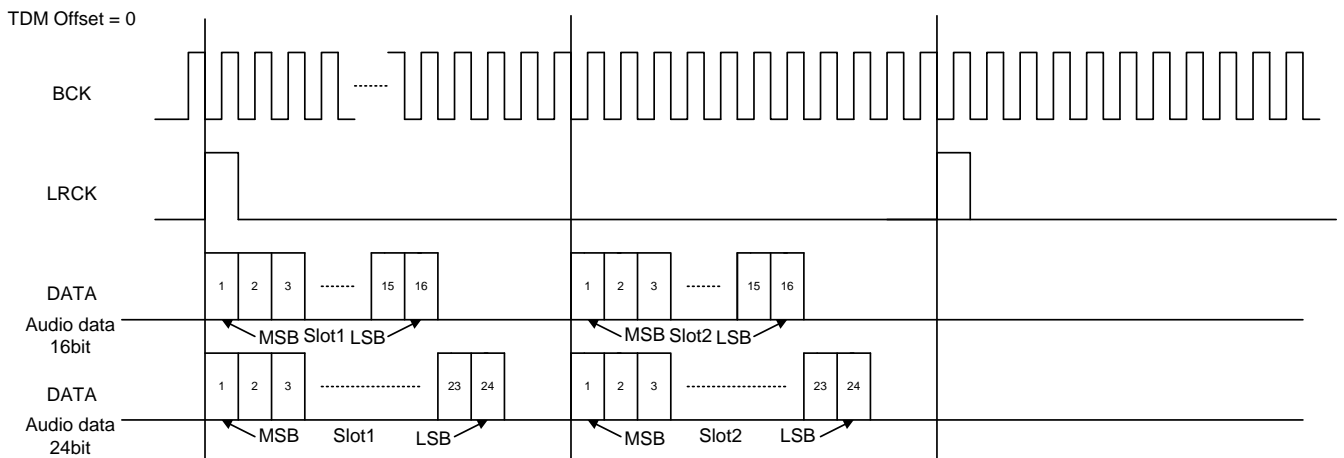 TDM Offset = 0
BCK
LRCK
DATA
1 2 3 15 16 1 2 3 15 16
Audio data
16bit
MSB Slot1 LSB MSB Slot2 LSB
DATA
1 2 3 23 24 1 2 3 23 24
Audio data
24bit
MSB Slot1 LSB MSB Slot2 LSB